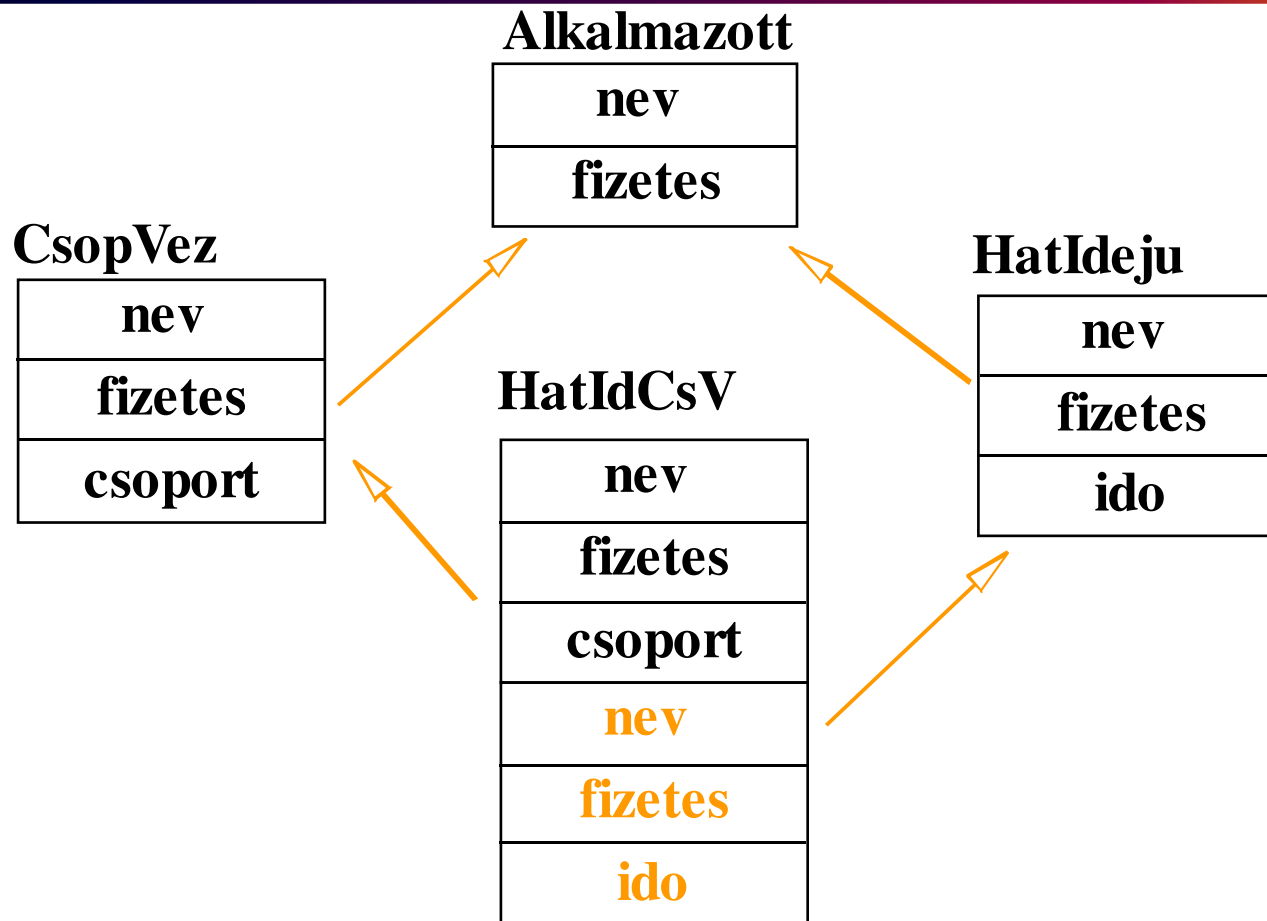 Alkalmazott
nev
fizetes
CsopVez
nev
fizetes
csoport
HatIdeju
nev
fizetes
ido
HatIdCsV
nev
fizetes
csoport
nev
fizetes
ido